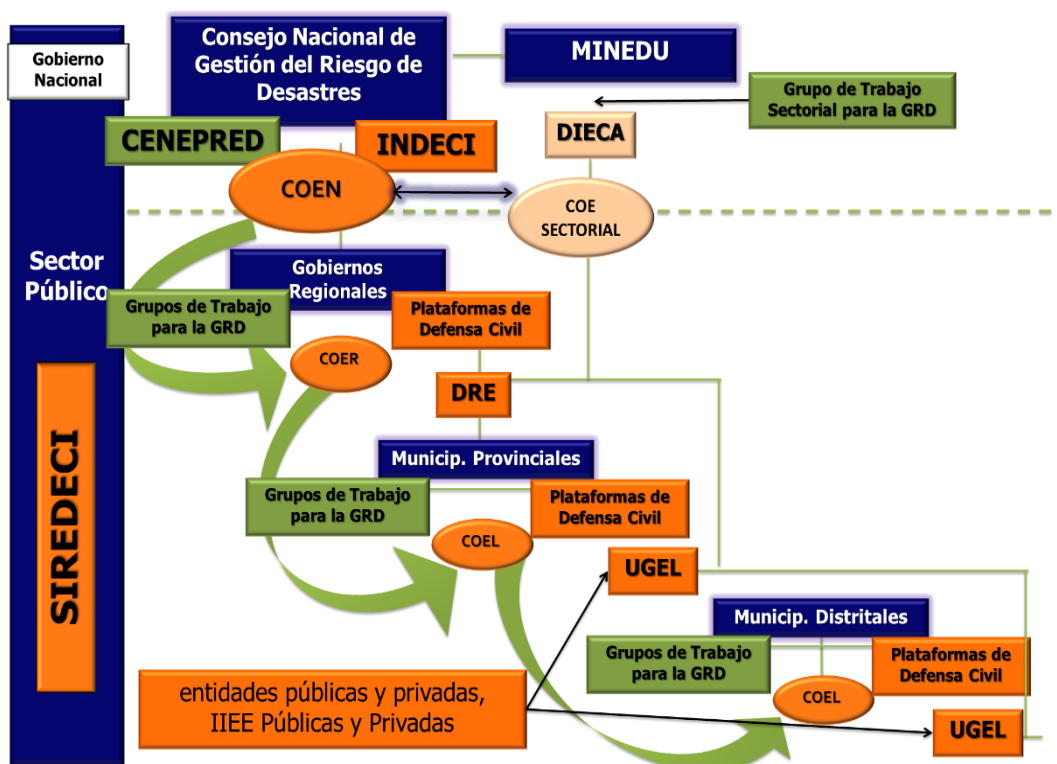 Gobierno
Nacional
Consejo Nacional de
Gestión del Riesgo de
Desastres
MINEDU
Grupo de Trabajo
Sectorial para la GRD
CENEPRED
INDECI
DIECA
COEN
COE
SECTORIAL
Sector
Público
Gobiernos
Regionales
Grupos de Trabajo
para la GRD
Plataformas de
Defensa Civil
COER
DRE
SIREDECI
Municip. Provinciales
Grupos de Trabajo
para la GRD
Plataformas de
Defensa Civil
COEL
UGEL
Municip. Distritales
Grupos de Trabajo
para la GRD
Plataformas de
Defensa Civil
COEL
entidades públicas y privadas,
IIEE Públicas y Privadas
UGEL